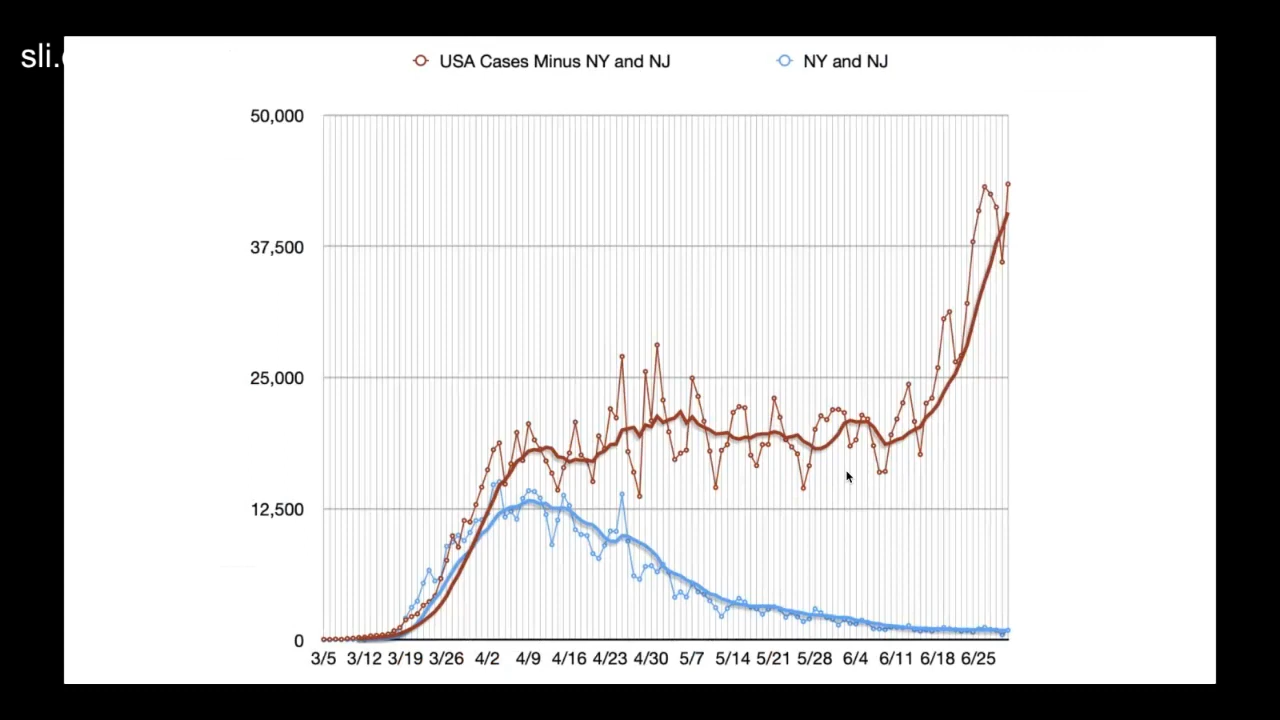 sli.
USA Cases Minus NY and NJ
NY and NJ
50,000
37,500
25,000
12,500
0
3/5 3/12 3/19 3/26 4/2 4/9 4/16 4/23 4/30 5/7 5/14 5/21 5/28 6/4 6/11 6/18 6/25